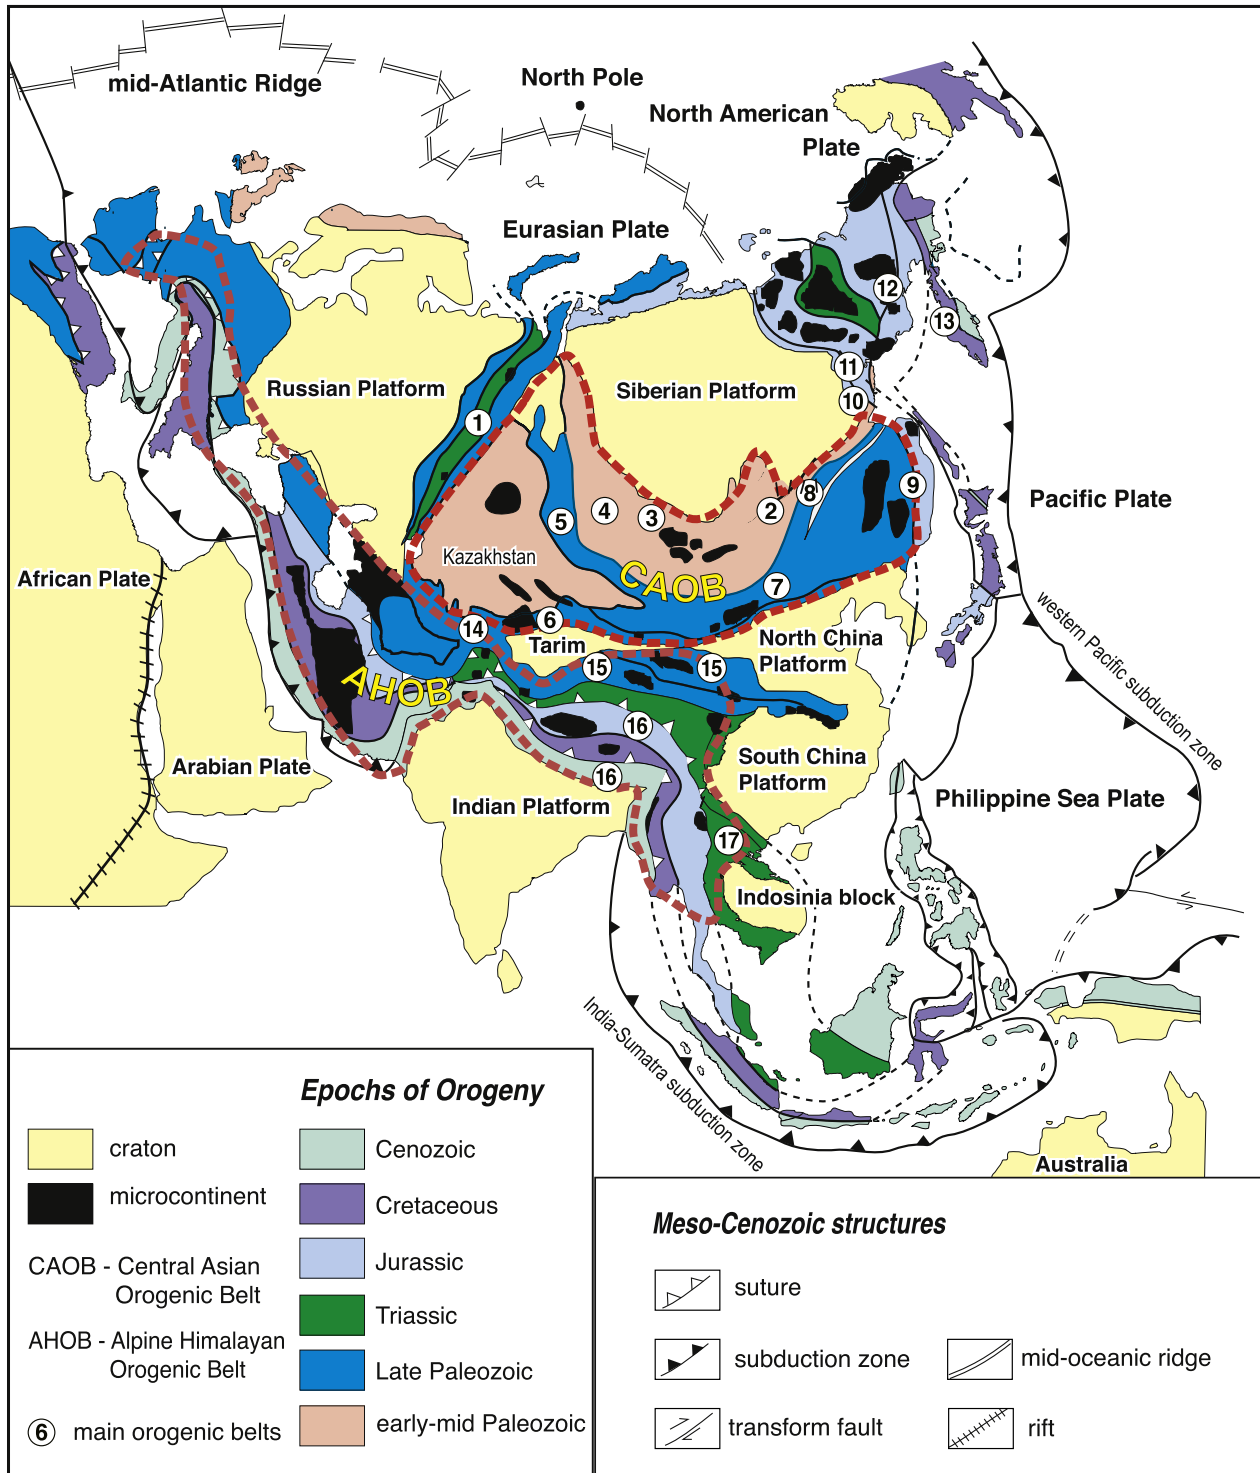 mid-Atlantic Ridge
North Pole
North American
Plate
Eurasian Plate
12
13
11
10
Russian Platform
Siberian Platform
1
9
8
2
3
4
5
Pacific Plate
Kazakhstan
CAOB
7
African Plate
6
14
Tarim
North China
Platform
15
15
western Pacific subduction zone
AHOB
16
16
Arabian Plate
Indian Platform
South China
Platform
Philippine Sea Plate
17
Indosinia block
India-Sumatra subduction zone
Australia
Epochs of Orogeny
craton
microcontinent
CAOB - Central Asian
Orogenic Belt
AHOB - Alpine Himalayan
Orogenic Belt
6 main orogenic belts
Cenozoic
Cretaceous
Jurassic
Triassic
Late Paleozoic
early-mid Paleozoic
Meso-Cenozoic structures
suture
subduction zone
transform fault
mid-oceanic ridge
rift